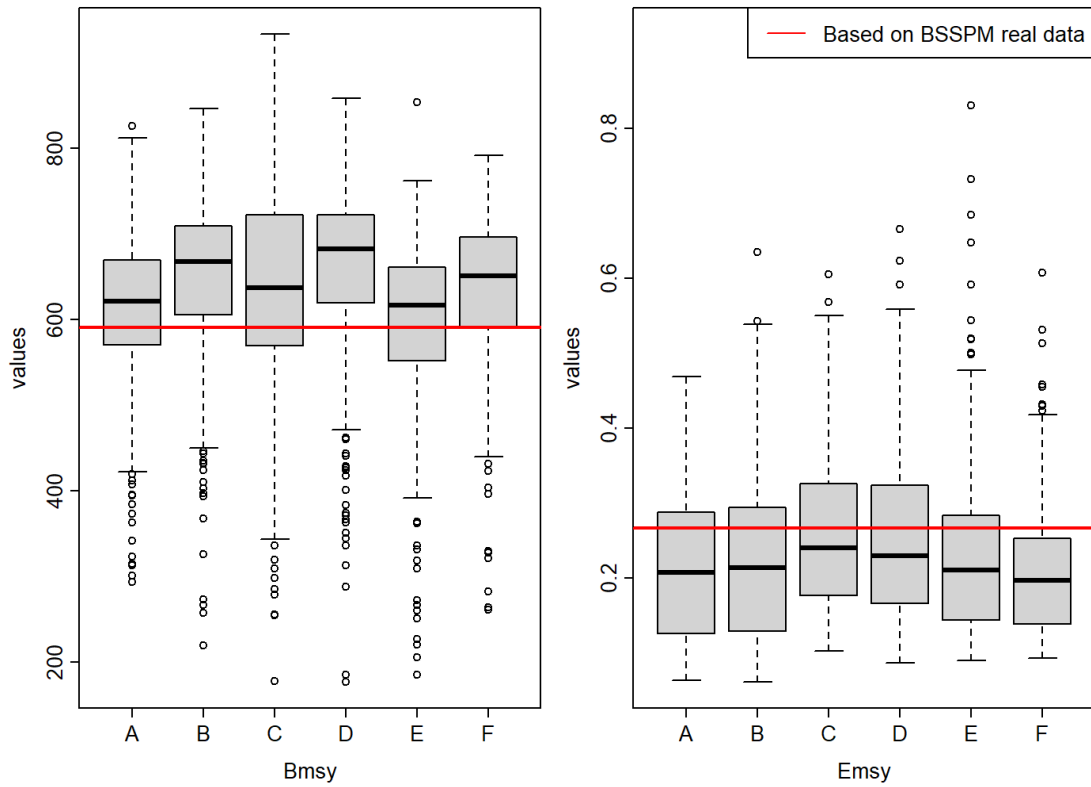 values
800
600
400
200
A B C D E F
Bmsy
Based on BSSPM real data
values
0.8
0.6
0.4
0.2
A B C D E F
Emsy